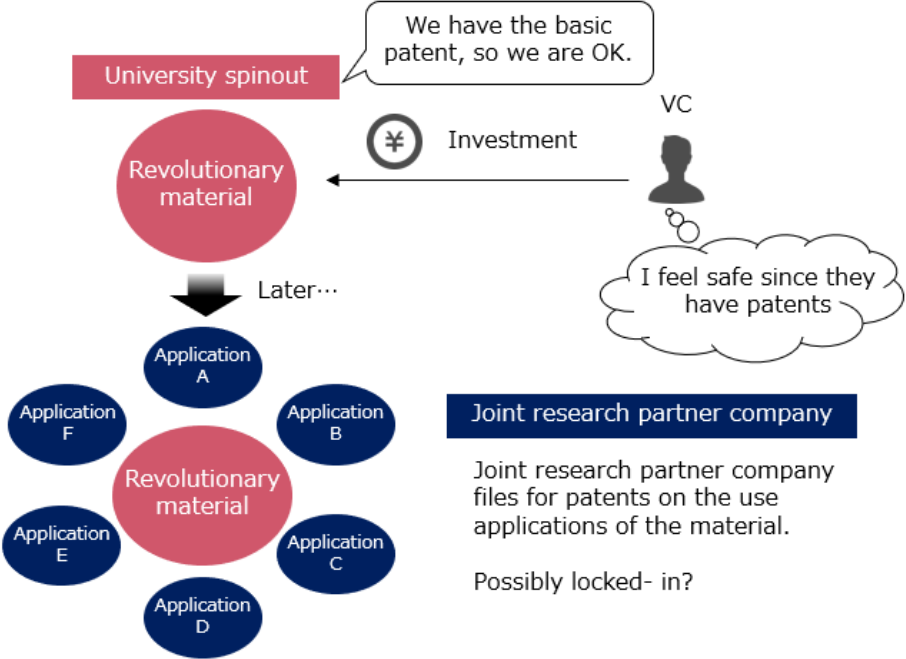 We have the basic
patent, so we are OK.
University spinout
VC
¥
Investment
Revolutionary
material
I feel safe since they
have patents
Later…
Application
A
Application
F
Application
B
Revolutionary
material
Application
E
Application
C
Application
D
Joint research partner company
Joint research partner company
files for patents on the use
applications of the material.
Possibly locked- in?